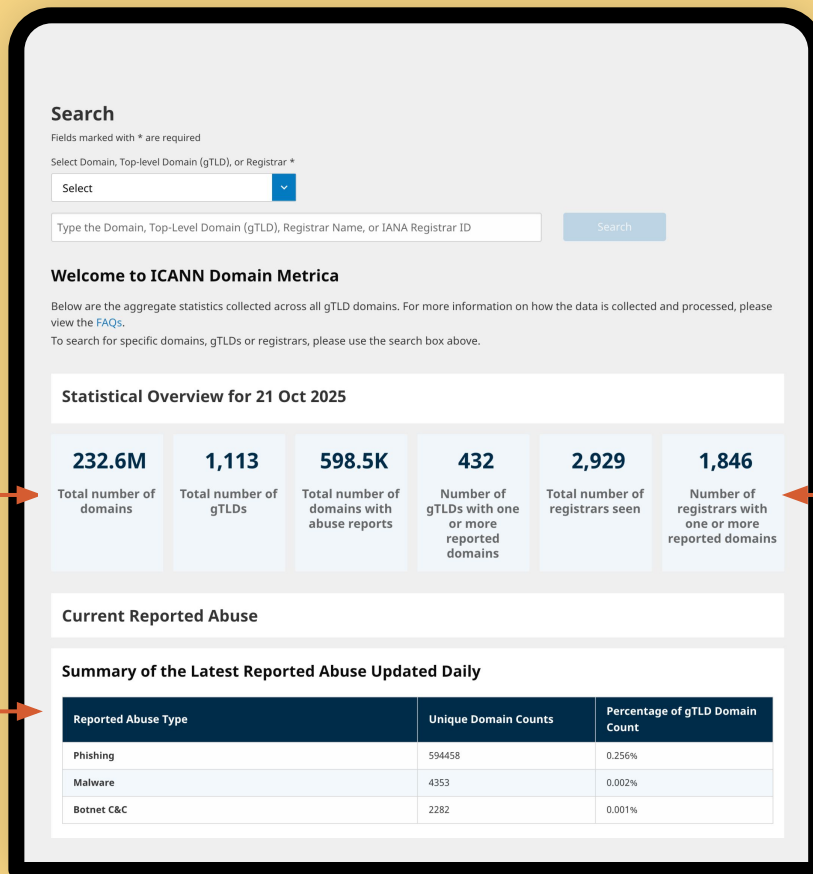 Search
Fields marked with * are required
Select Domain, Top-level Domain (gTLD), or Registrar *
Select
Type the Domain, Top-Level Domain (gTLD), Registrar Name, or IANA Registrar ID
Search
Welcome to ICANN Domain Metrica
Below are the aggregate statistics collected across all gTLD domains. For more information on how the data is collected and processed, please
view the FAQs.
To search for specific domains, gTLDs or registrars, please use the search box above.
Statistical Overview for 21 Oct 2025
232.6M
Total number of
domains
1,113
Total number of
gTLDs
598.5K
Total number of
domains with
abuse reports
432
Number of
gTLDs with one
or more
reported
domains
2,929
Total number of
registrars seen
1,846
Number of
registrars with
one or more
reported domains
Current Reported Abuse
Summary of the Latest Reported Abuse Updated Daily
Reported Abuse Type
Unique Domain Counts
Percentage of gTLD Domain
Count
Phishing
594458
0.256%
Malware
4353
0.002%
Botnet C&C
2282
0.001%